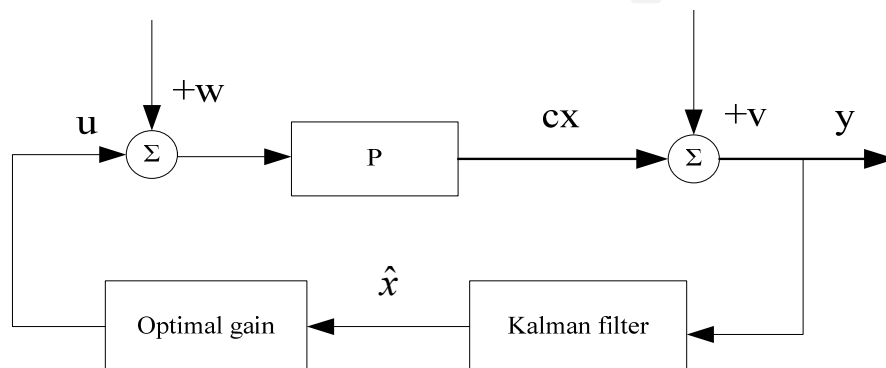 +w
u
Σ
P
cx
Σ
+v
y
Optimal gain
x̂
Kalman filter